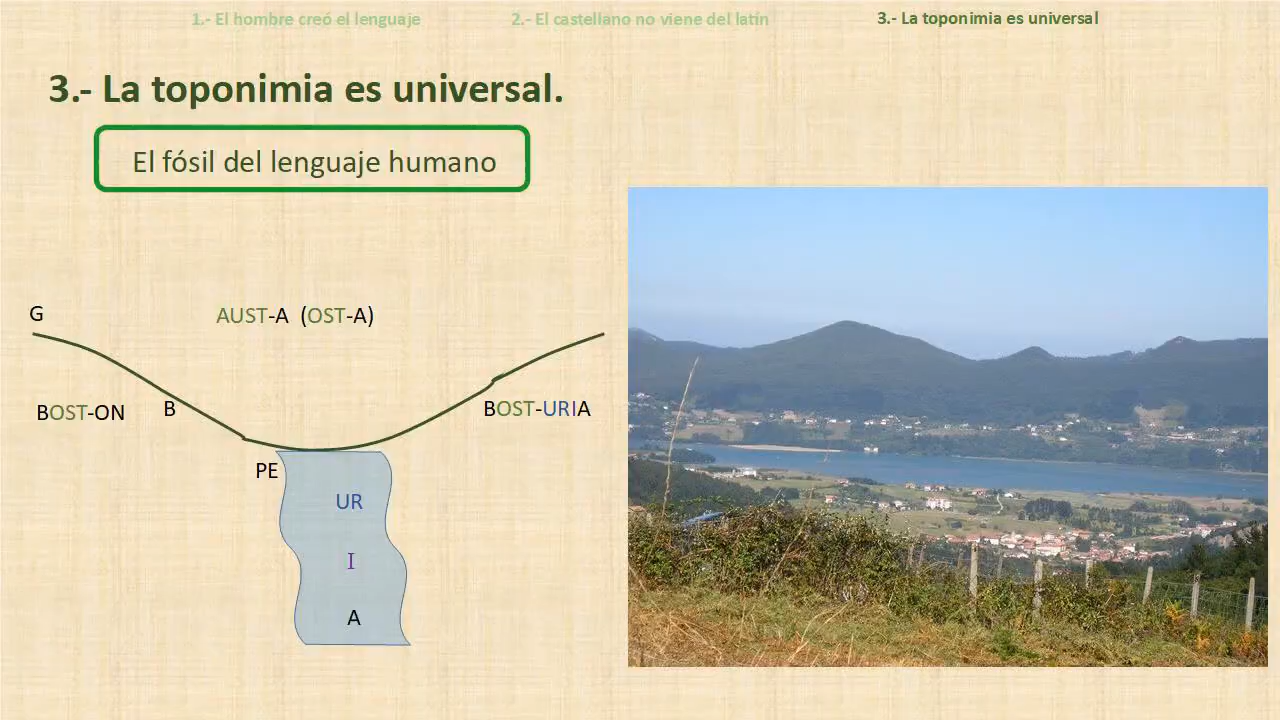 1.- El hombre creó el lenguaje
2.- El castellano no viene del latín
3.- La toponimia es universal
3.- La toponimia es universal.
El fósil del lenguaje humano
G
AUST-A (OST-A)
BOST-ON
B
BOST-URIA
PE
UR
I
A